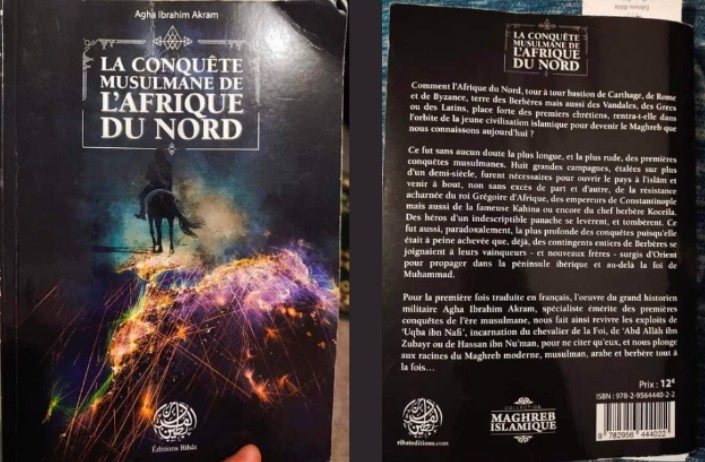 Agha Ibrahim Akram
LA CONQUÊTE
MUSULMANE DE
L'AFRIQUE
DU NORD
Éditions Ribât
LA CONQUÊTE
MUSULMANE DE
L'AFRIQUE
DU NORD
Comment l'Afrique du Nord, tour à tour bastion de Carthage, de Rome
et de Byzance, terre des Berbères mais aussi des Vandales, des Grecs
ou des Latins, place forte des premiers chrétiens, rentra-t-elle dans
l'orbite de la jeune civilisation islamique pour devenir le Maghreb que
nous connaissons aujourd'hui ?
Ce fut sans aucun doute la plus longue, et la plus rude, des premières
conquêtes musulmanes. Huit grandes campagnes, étalées sur plus
d'un demi-siècle, furent nécessaires pour ouvrir le pays à l'islâm et
venir à bout, non sans excès de part et d'autre, de la résistance
acharnée du roi Grégoire d'Afrique, des empereurs de Constantinople
mais aussi de la fameuse Kahina ou encore du chef berbère Koceila.
Des héros d'un indescriptible panache se levèrent, et tombèrent. Ce
fut aussi, paradoxalement, la plus profonde des conquêtes puisqu'elle
était à peine achevée que, déjà, des contingents entiers de Berbères se
joignaient à leurs vainqueurs - et nouveaux frères - surgis d'Orient
pour propager dans la péninsule ibérique et au-delà la foi de
Muhammad.
Pour la première fois traduite en français, l'oeuvre du grand historien
militaire Agha Ibrahim Akram, spécialiste émérite des premières
conquêtes de l'ère musulmane, nous fait ainsi revivre les exploits de
'Uqba ibn Nafi', incarnation du chevalier de la Foi, de 'Abd Allâh ibn
Zubayr ou de Hassan ibn Nu'man, pour ne citer qu'eux, et nous plonge
aux racines du Maghreb moderne, musulman, arabe et berbère tout à
la fois…
Prix : 12€
ISBN : 978-2-9564440-2-2
9 782956 444022
ribateditions.com
COLLECTION
MAGHREB
ISLAMIQUE